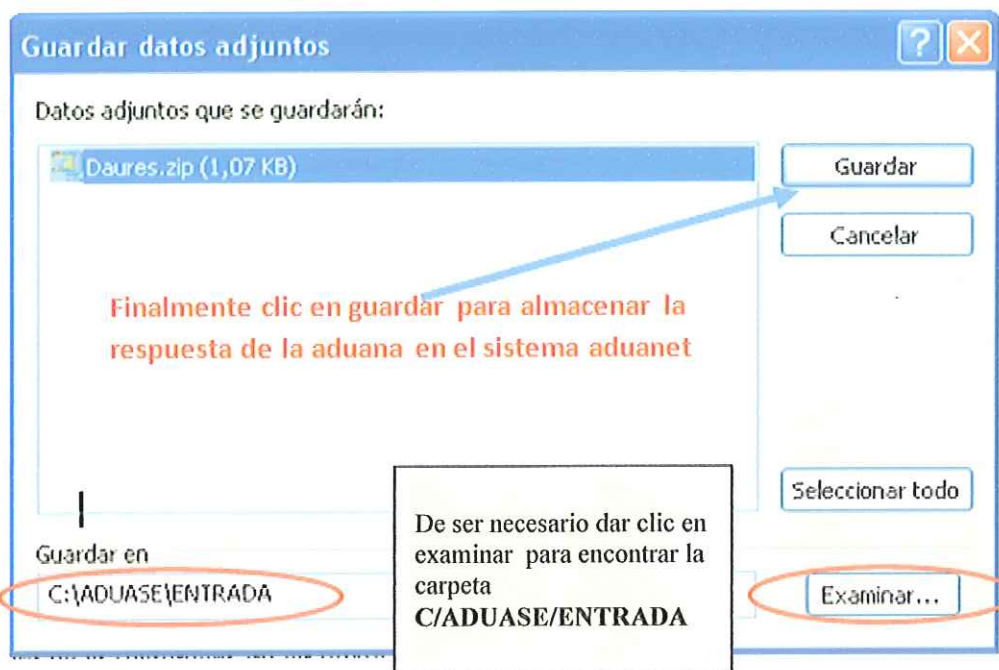 Guardar datos adjuntos
Datos adjuntos que se guardarán:
Daures.zip (1,07 KB)
Guardar
Cancelar
Finalmente clic en guardar para almacenar la
respuesta de la aduana en el sistema aduanet
Seleccionar todo
De ser necesario dar clic en
examinar para encontrar la
carpeta
C/ADUASE/ENTRADA
Guardar en
C:\ADUASE\ENTRADA
Examinar...